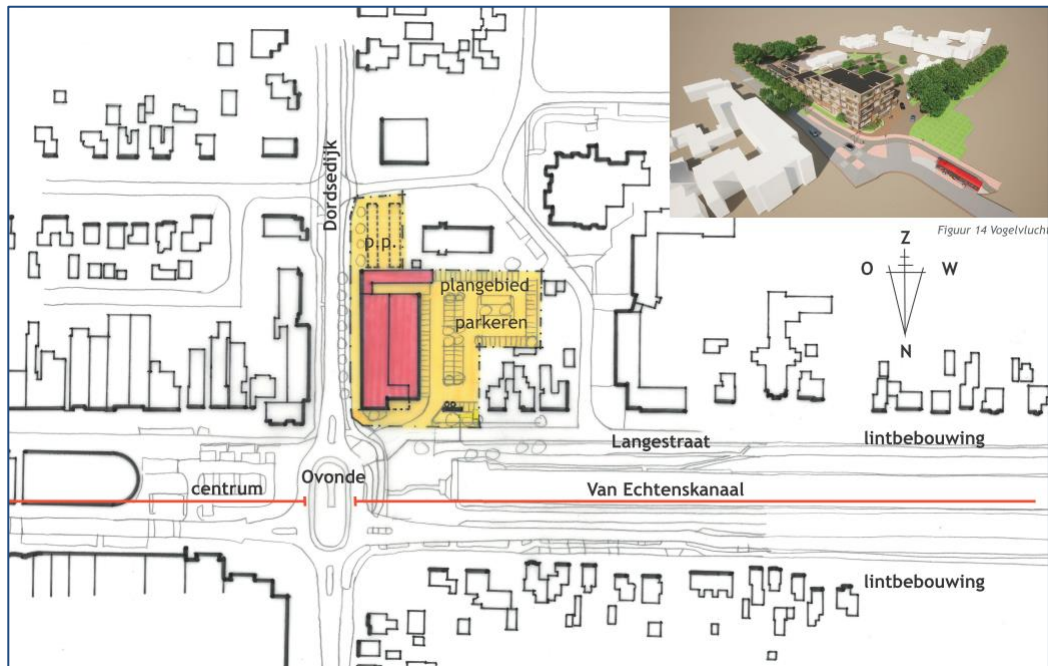 Figuur 14 Vogelvlucht
Z
O W
N
Dordsedijk
p.p.
plangebied
parkeren
Langestraat
lintbebouwing
Ovonde
centrum
Van Echtenskanaal
lintbebouwing